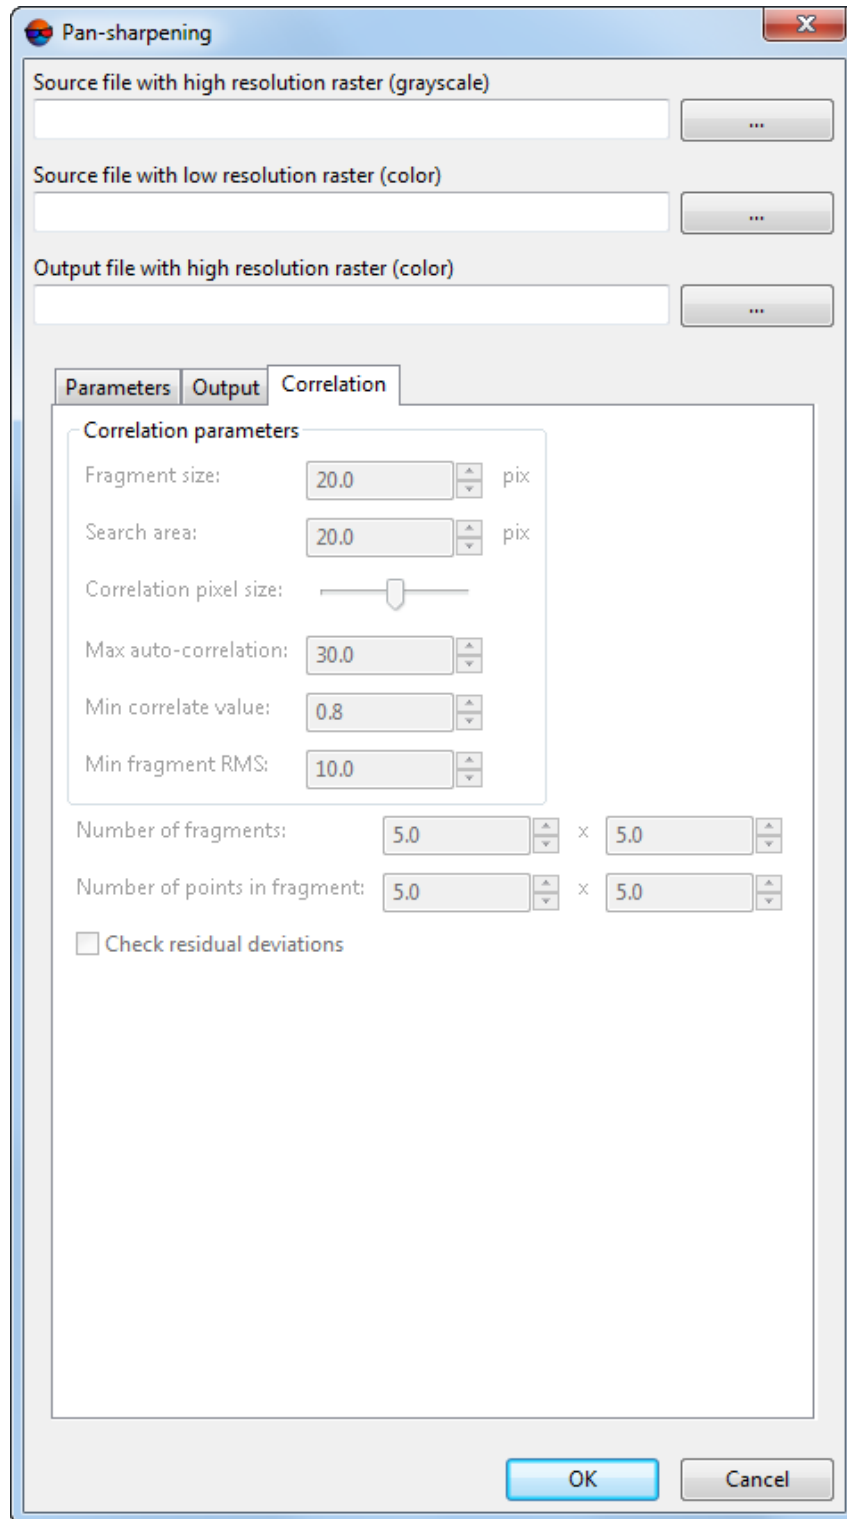 Pan-sharpening
Source file with high resolution raster (grayscale)
...
Source file with low resolution raster (color)
...
Output file with high resolution raster (color)
...
Parameters Output Correlation
Correlation parameters
Fragment size: 20.0 pix
Search area: 20.0 pix
Correlation pixel size:
Max auto-correlation: 30.0
Min correlate value: 0.8
Min fragment RMS: 10.0
Number of fragments: 5.0 x 5.0
Number of points in fragment: 5.0 x 5.0
Check residual deviations
OK Cancel